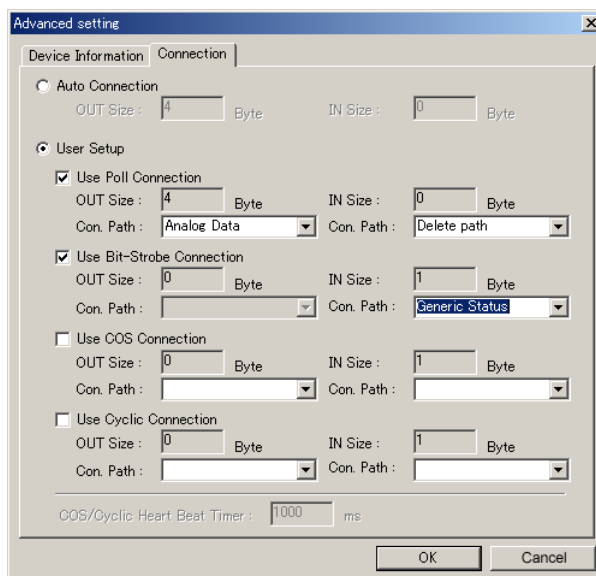 Advanced setting
Device Information Connection
Auto Connection
OUT Size : 4 Byte IN Size : 0 Byte
User Setup
Use Poll Connection
OUT Size : 4 Byte IN Size : 0 Byte
Con. Path : Analog Data Con. Path : Delete path
Use Bit-Strobe Connection
OUT Size : 0 Byte IN Size : 1 Byte
Con. Path : Con. Path : Generic Status
Use COS Connection
OUT Size : 0 Byte IN Size : 1 Byte
Con. Path : Con. Path :
Use Cyclic Connection
OUT Size : 0 Byte IN Size : 1 Byte
Con. Path : Con. Path :
COS/Cyclic Heart Beat Timer : 1000 ms
OK Cancel